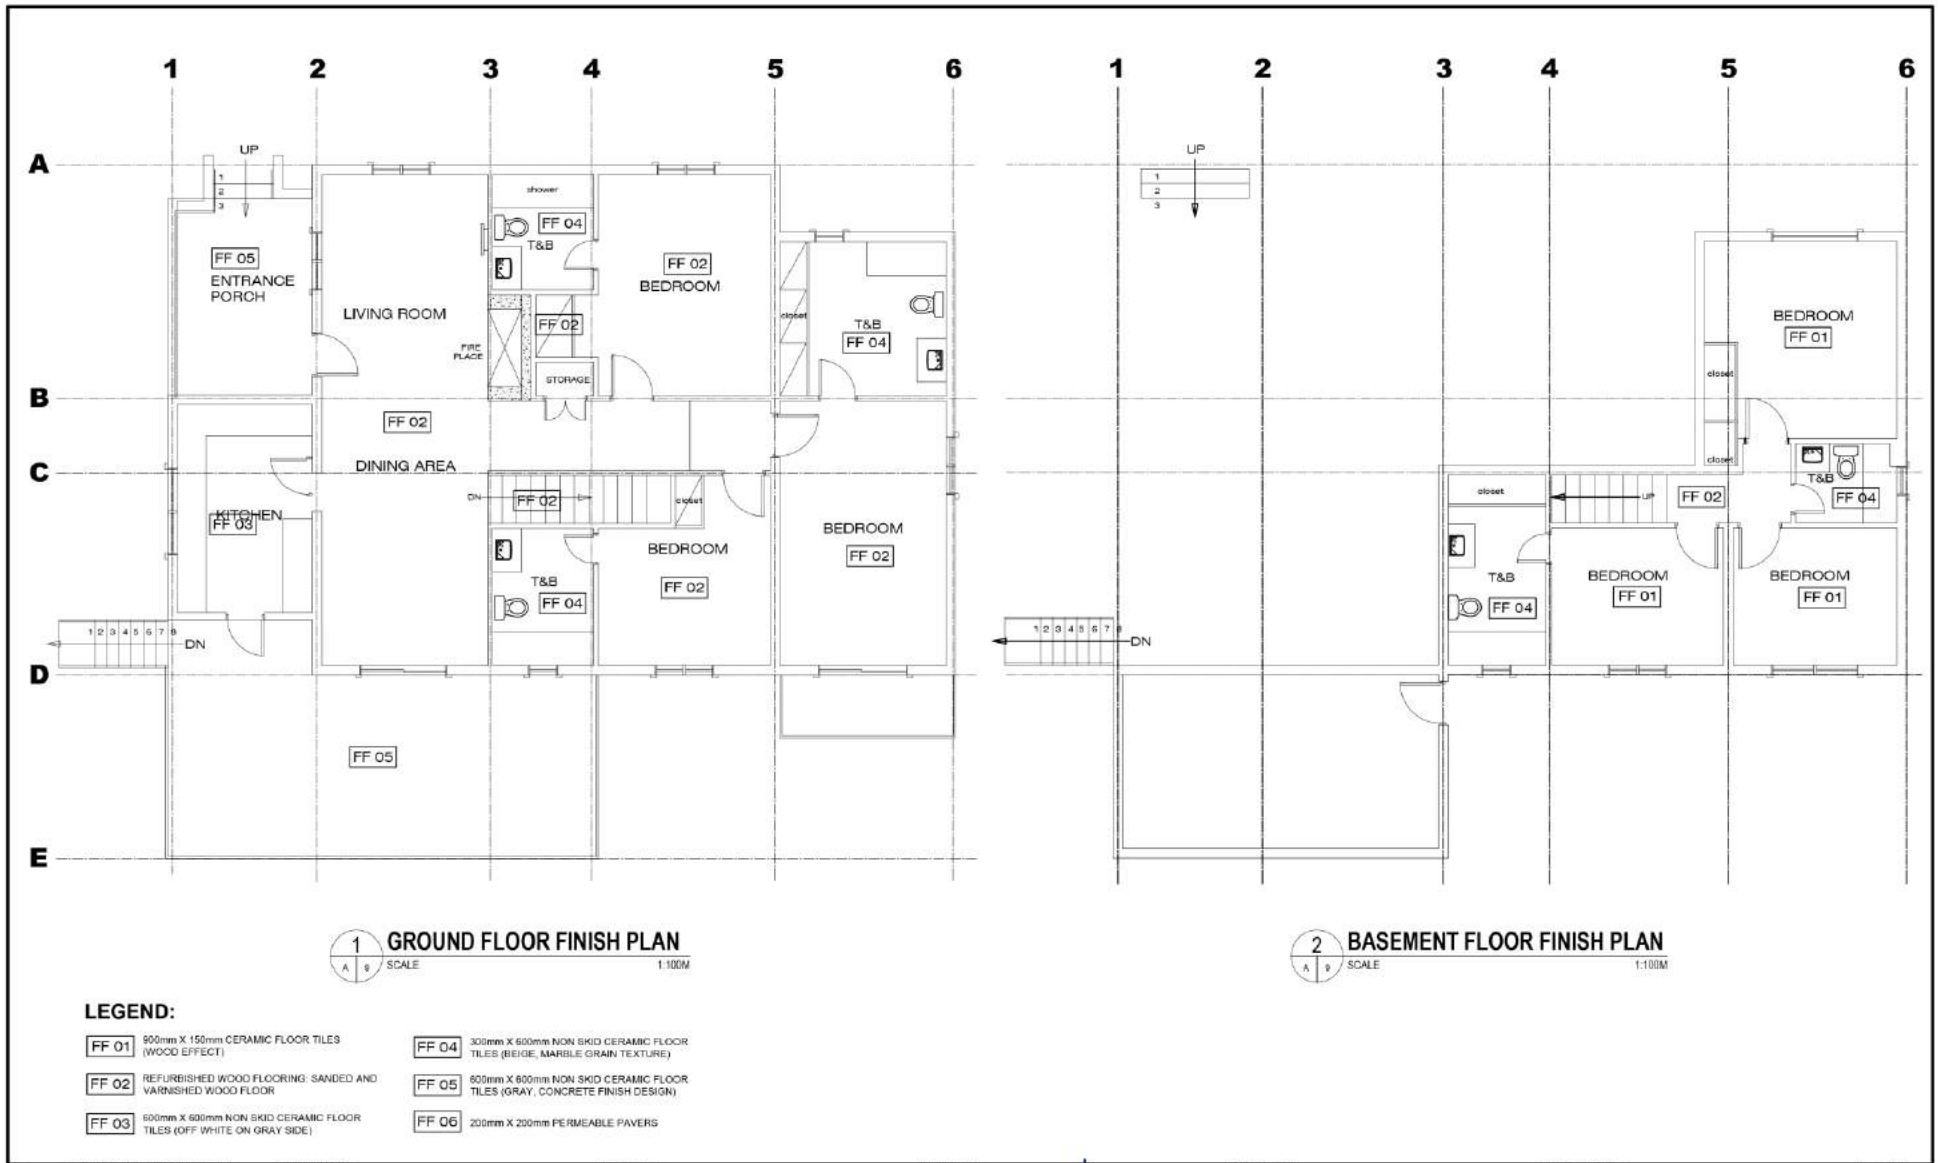 1 2 3 4 5 6
1 2 3 4 5 6
A
UP
1
2
3
shower
FF 04
T&B
FF 05
ENTRANCE
PORCH
FF 02
BEDROOM
LIVING ROOM
FIRE
PLACE
FF 02
STORAGE
closet
T&B
FF 04
B
FF 02
C
DINING AREA
DN
FF 02
closet
KITCHEN
FF 03
BEDROOM
FF 02
BEDROOM
FF 02
T&B
FF 04
1 2 3 4 5 6 7 8
DN
D
FF 05
E
UP
1
2
3
BEDROOM
FF 01
closet
closet
T&B
FF 04
closet
UP
FF 02
T&B
FF 04
BEDROOM
FF 01
BEDROOM
FF 01
1 2 3 4 5 6 7 8
DN
1
A 9
GROUND FLOOR FINISH PLAN
SCALE 1:100M
2
A 9
BASEMENT FLOOR FINISH PLAN
SCALE 1:100M
LEGEND:
FF 01 900mm X 150mm CERAMIC FLOOR TILES
(WOOD EFFECT)
FF 02 REFURBISHED WOOD FLOORING: SANDED AND
VARNISHED WOOD FLOOR
FF 03 600mm X 600mm NON SKID CERAMIC FLOOR
TILES (OFF WHITE ON GRAY SIDE)
FF 04 300mm X 600mm NON SKID CERAMIC FLOOR
TILES (BEIGE, MARBLE GRAIN TEXTURE)
FF 05 600mm X 600mm NON SKID CERAMIC FLOOR
TILES (GRAY, CONCRETE FINISH DESIGN)
FF 06 200mm X 200mm PERMEABLE PAVERS